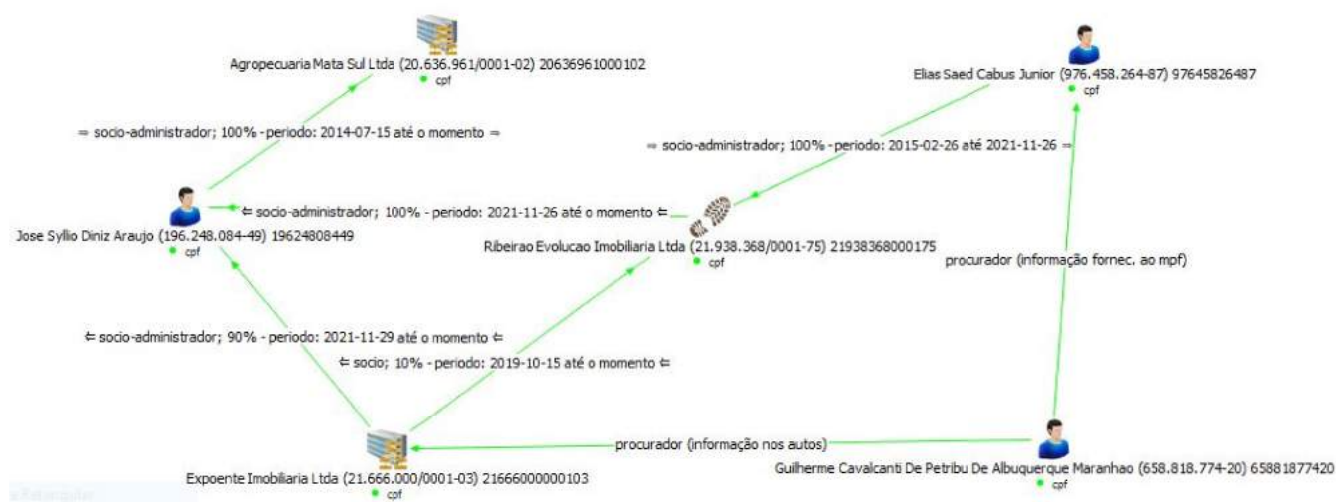 Agropecuaria Mata Sul Ltda (20.636.961/0001-02) 20636961000102
cpf
Elias Saed Cabus Junior (976.458.264-87) 97645826487
cpf
⇒ socio-administrador; 100% - periodo: 2014-07-15 até o momento ⇒
⇒ socio-administrador; 100% - periodo: 2015-02-26 até 2021-11-26 ⇒
⇐ socio-administrador; 100% - periodo: 2021-11-26 até o momento ⇐
Jose Syllio Diniz Araujo (196.248.084-49) 19624808449
cpf
Ribeirao Evolucao Imobiliaria Ltda (21.938.368/0001-75) 21938368000175
cpf
procurador (informação fornec. ao mpf)
⇐ socio-administrador; 90% - periodo: 2021-11-29 até o momento ⇐
⇐ socio; 10% - periodo: 2019-10-15 até o momento ⇐
procurador (informação nos autos)
Expoente Imobiliaria Ltda (21.666.000/0001-03) 21666000000103
cpf
Guilherme Cavalcanti De Petribu De Albuquerque Maranhao (658.818.774-20) 65881877420
cpf